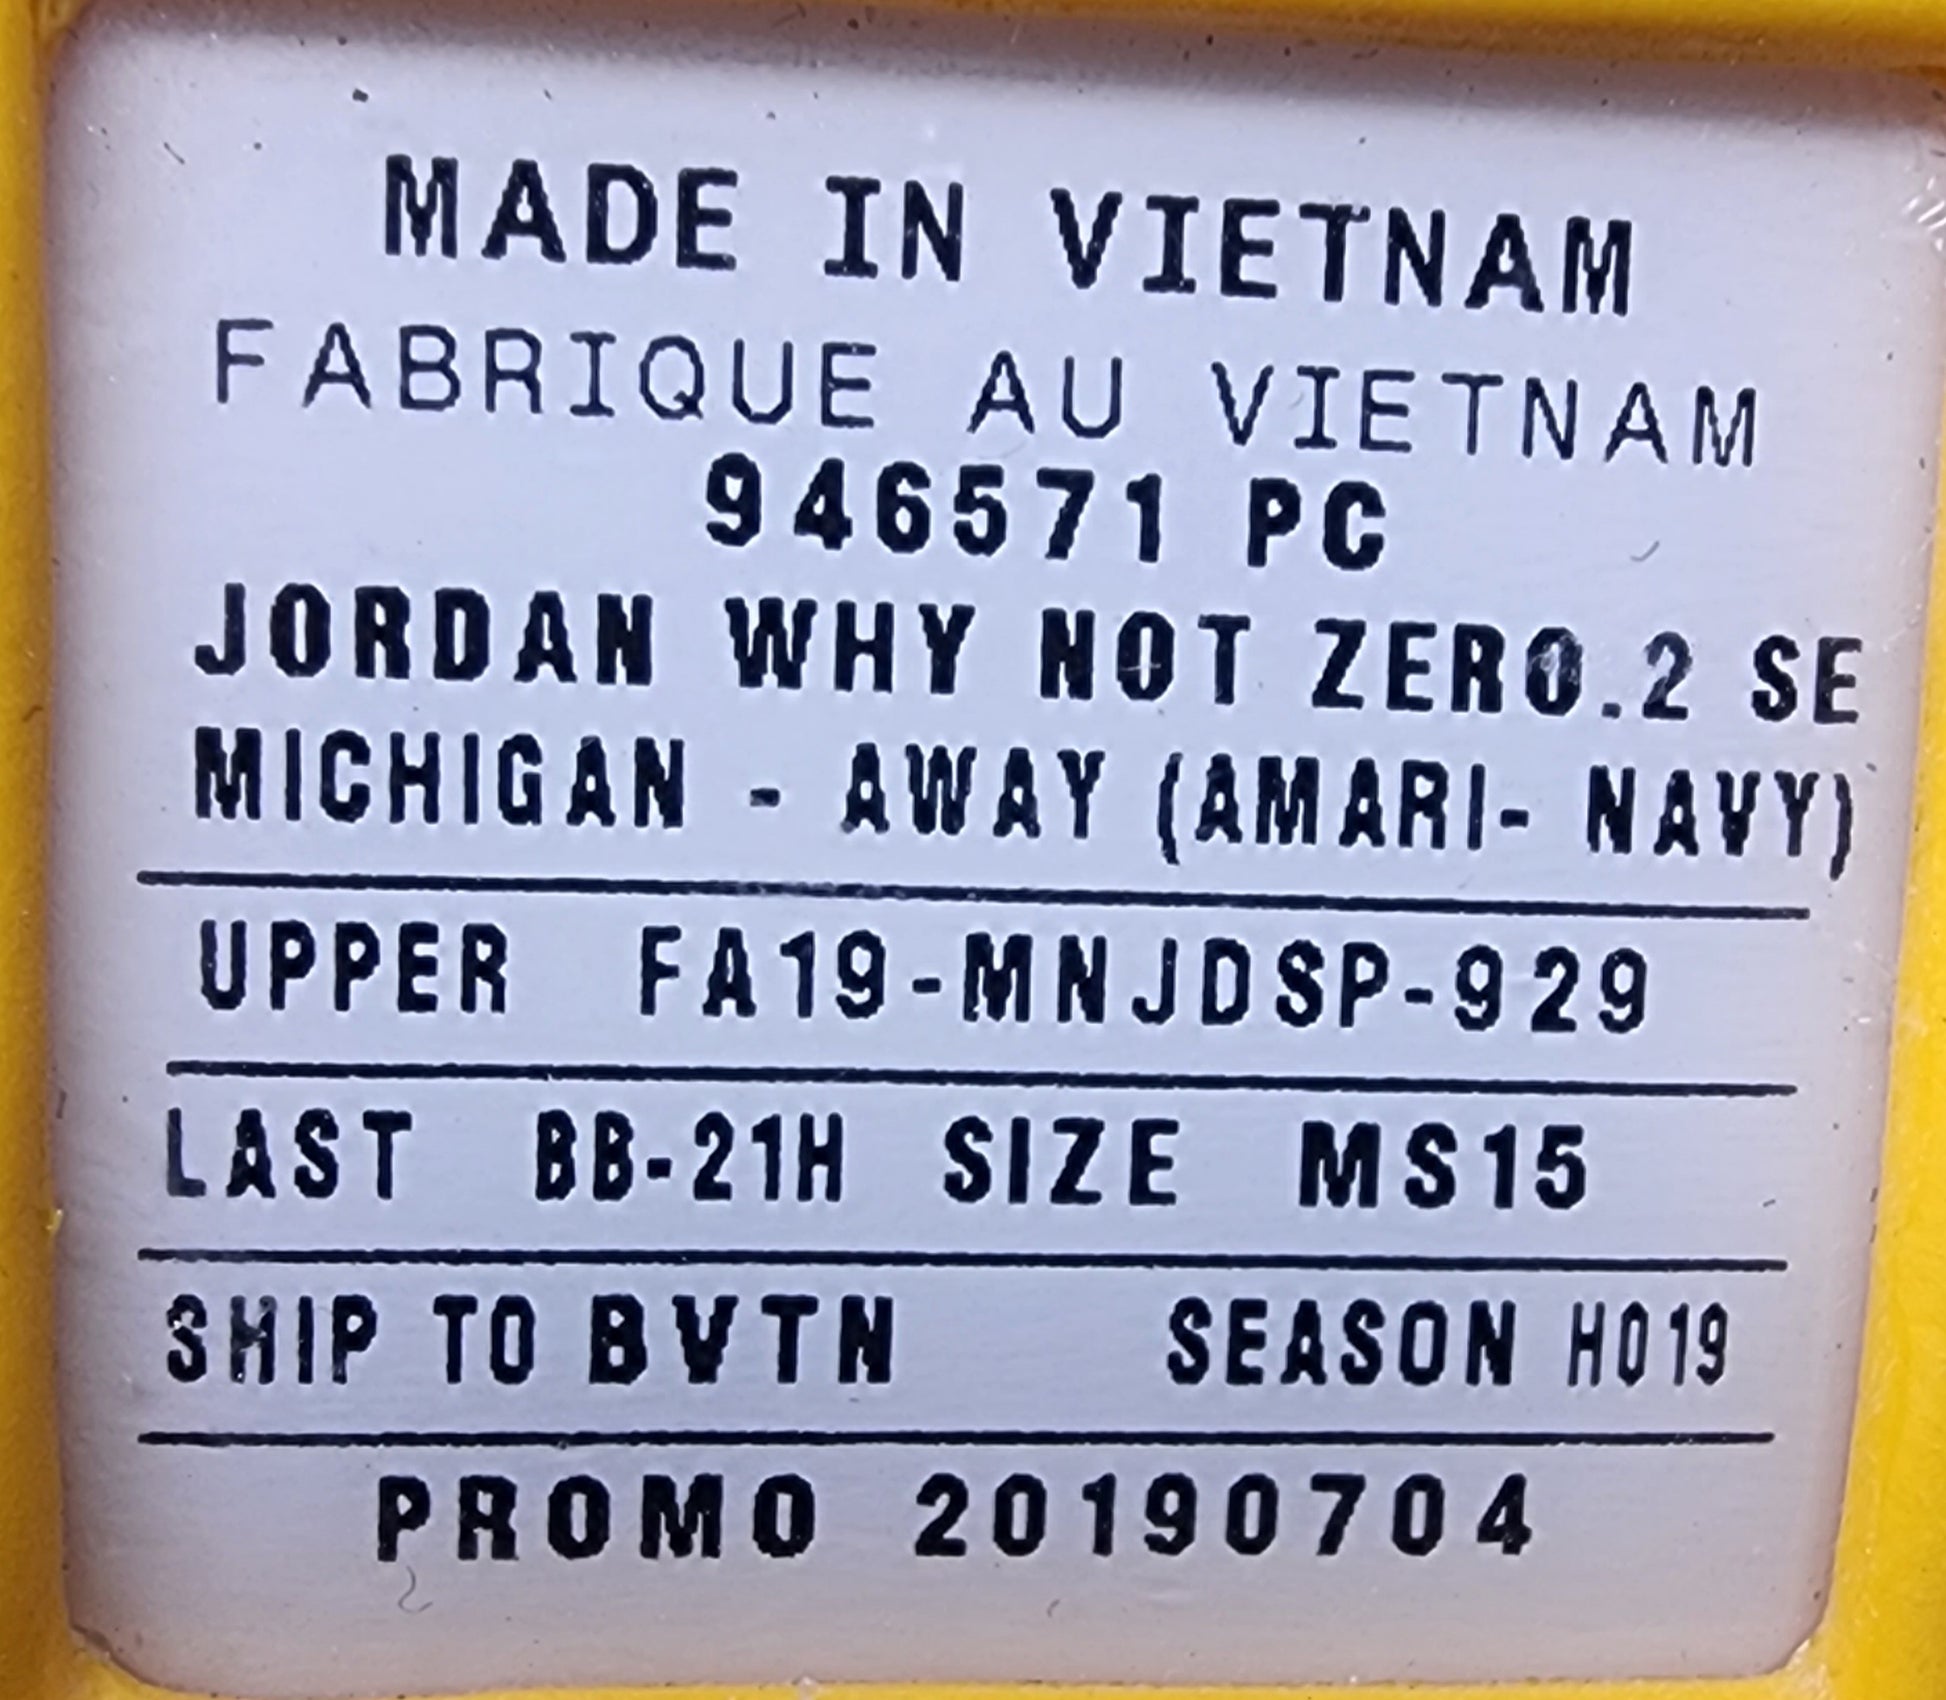 MADE IN VIETNAM
FABRIQUE AU VIETNAM
946571 PC
JORDAN WHY NOT ZERO.2 SE
MICHIGAN - AWAY (AMARI- NAVY)
UPPER FA19-MNJDSP-929
LAST BB-21H SIZE MS15
SHIP TO BVTN SEASON HO19
PROMO 20190704